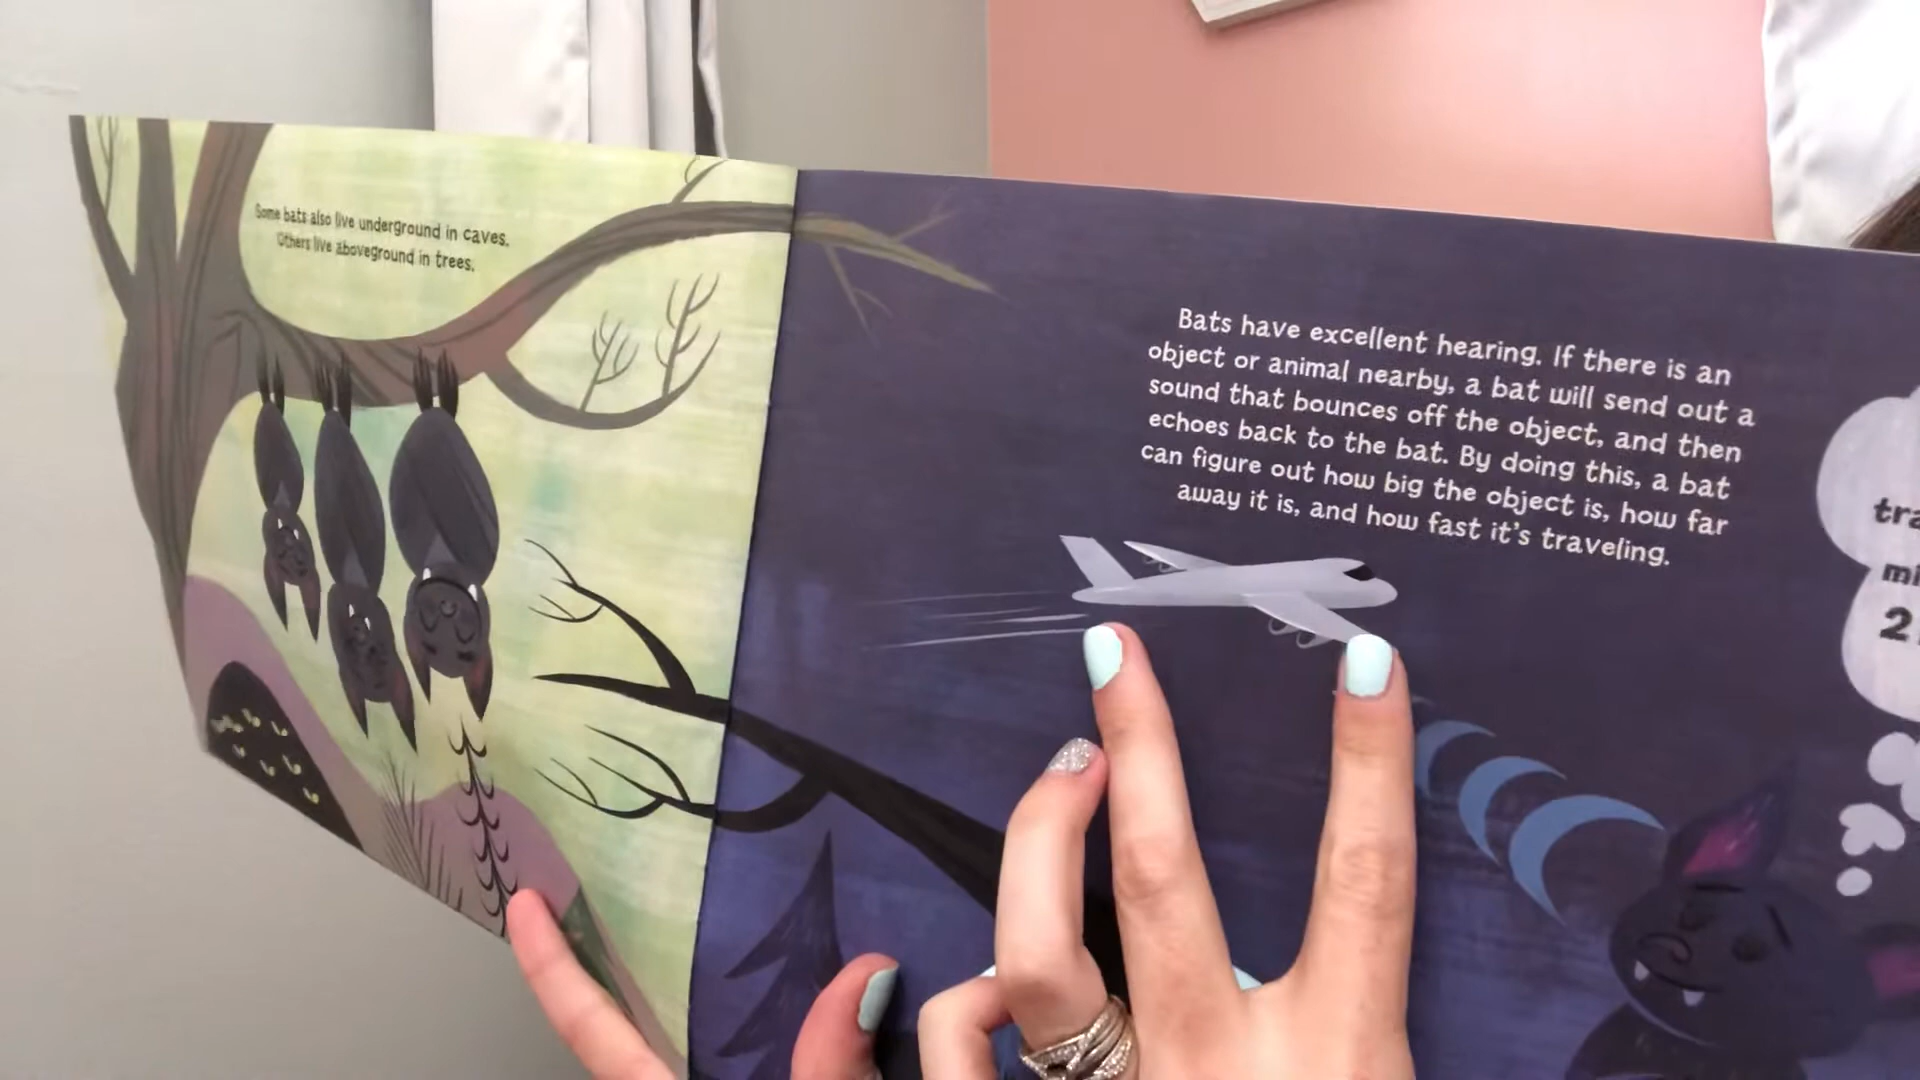 Some bats also live underground in caves.
Others live aboveground in trees.
Bats have excellent hearing. If there is an
object or animal nearby, a bat will send out a
sound that bounces off the object, and then
echoes back to the bat. By doing this, a bat
can figure out how big the object is, how far
away it is, and how fast it's traveling.
2